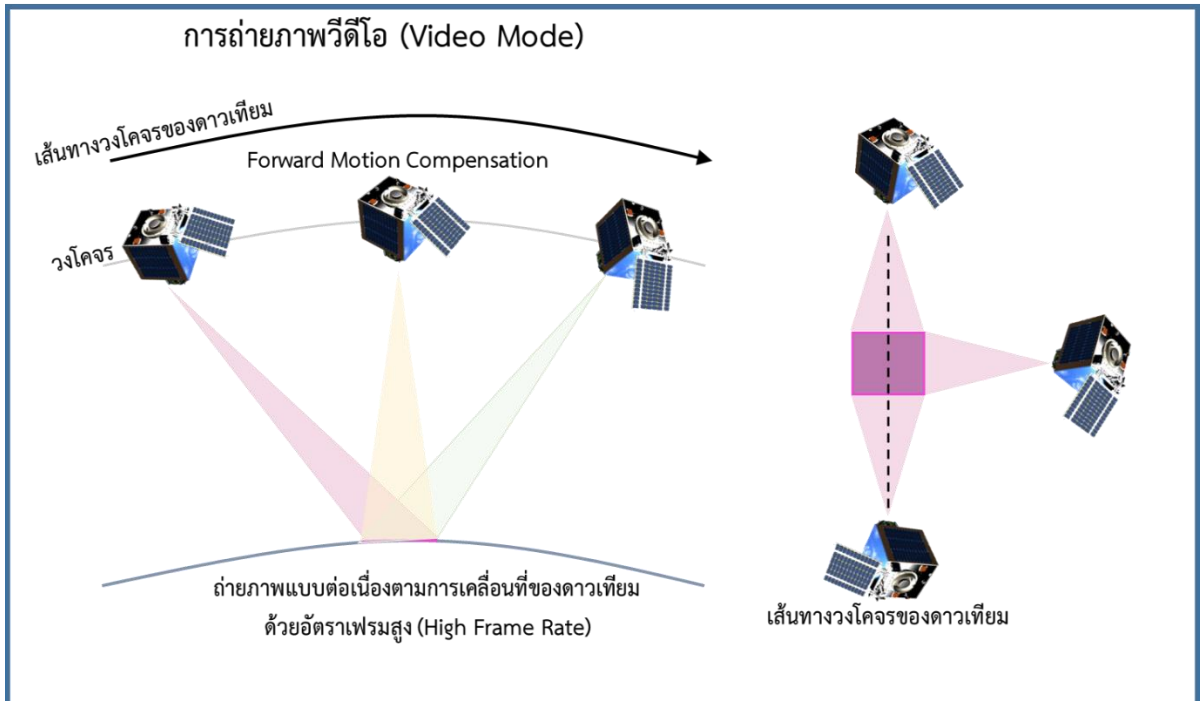 การถ่ายภาพวีดีโอ (Video Mode)
เส้นทางวงโคจรของดาวเทียม
Forward Motion Compensation
วงโคจร
ถ่ายภาพแบบต่อเนื่องตามการเคลื่อนที่ของดาวเทียม
ด้วยอัตราเฟรมสูง (High Frame Rate)
เส้นทางวงโคจรของดาวเทียม